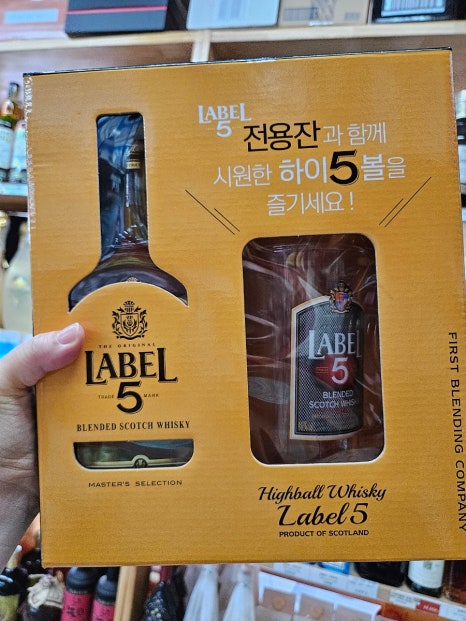 LABEL
5
전용잔과 함께
시원한 하이5볼을
즐기세요!
THE ORIGINAL
LABEL
5
TRADE MARK
BLENDED SCOTCH WHISKY
MASTER'S SELECTION
LABEL
5
BLENDED
SCOTCH WHISKY
Highball Whisky
Label 5
PRODUCT OF SCOTLAND
FIRST BLENDING COMPANY